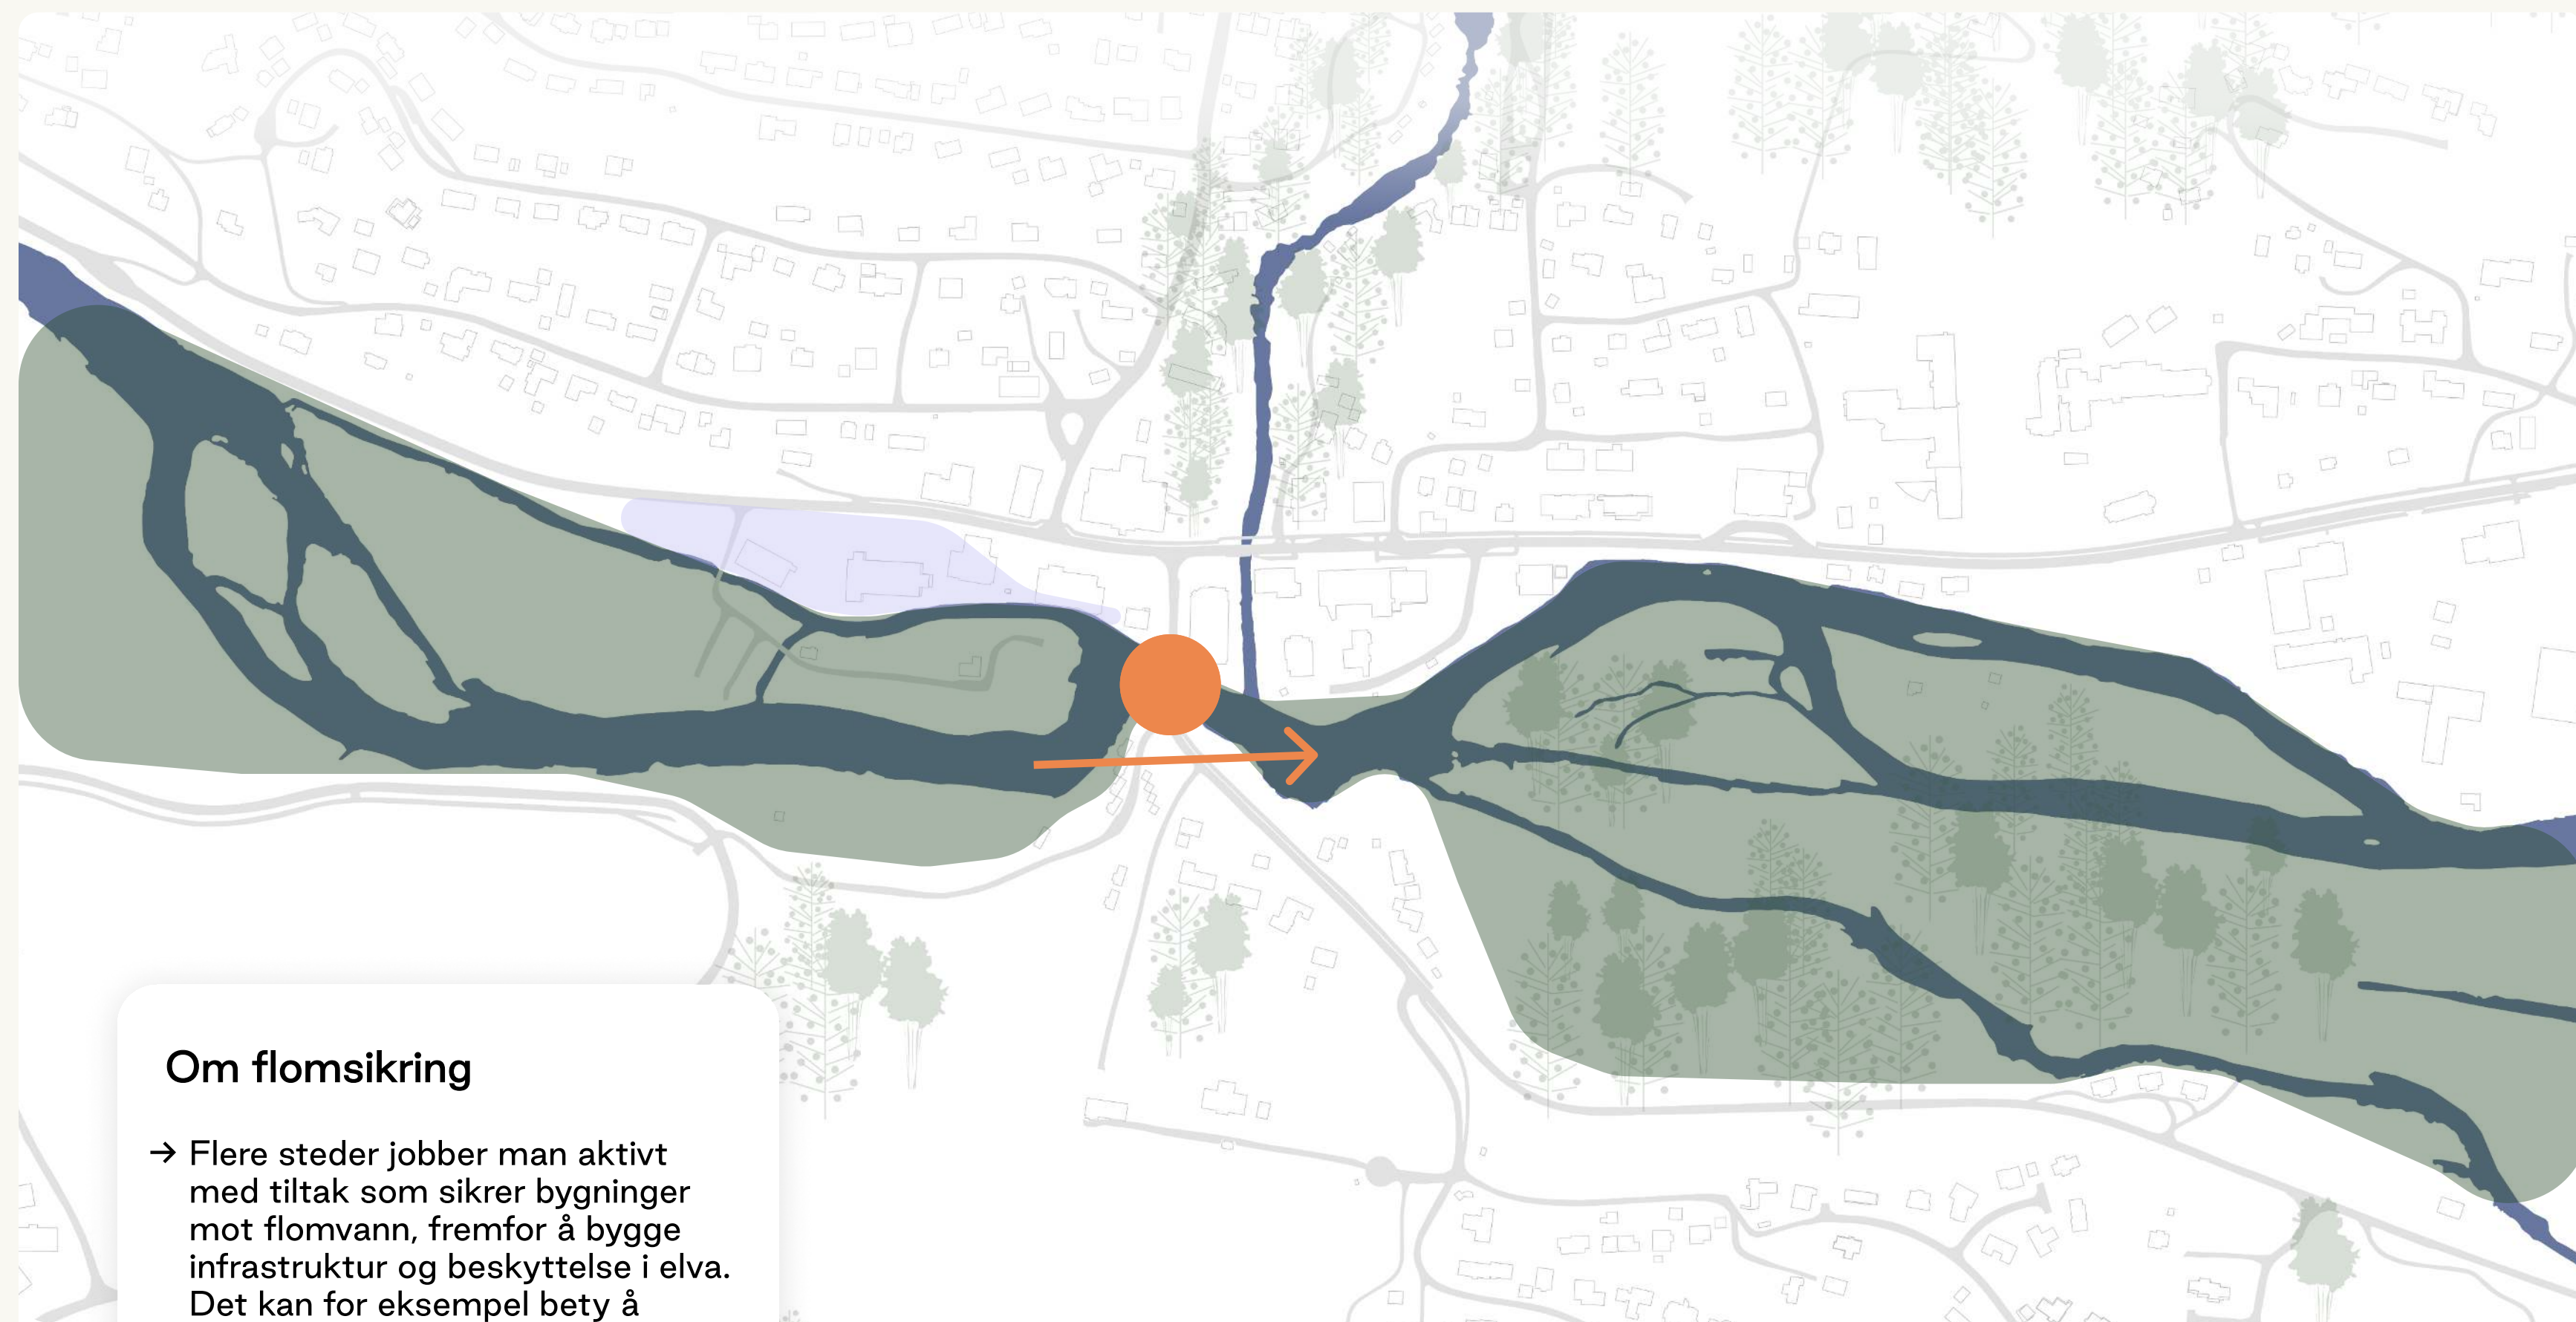 Om flomsikring
→ Flere steder jobber man aktivt
med tiltak som sikrer bygninger
mot flomvann, fremfor å bygge
infrastruktur og beskyttelse i elva.
Det kan for eksempel bety å